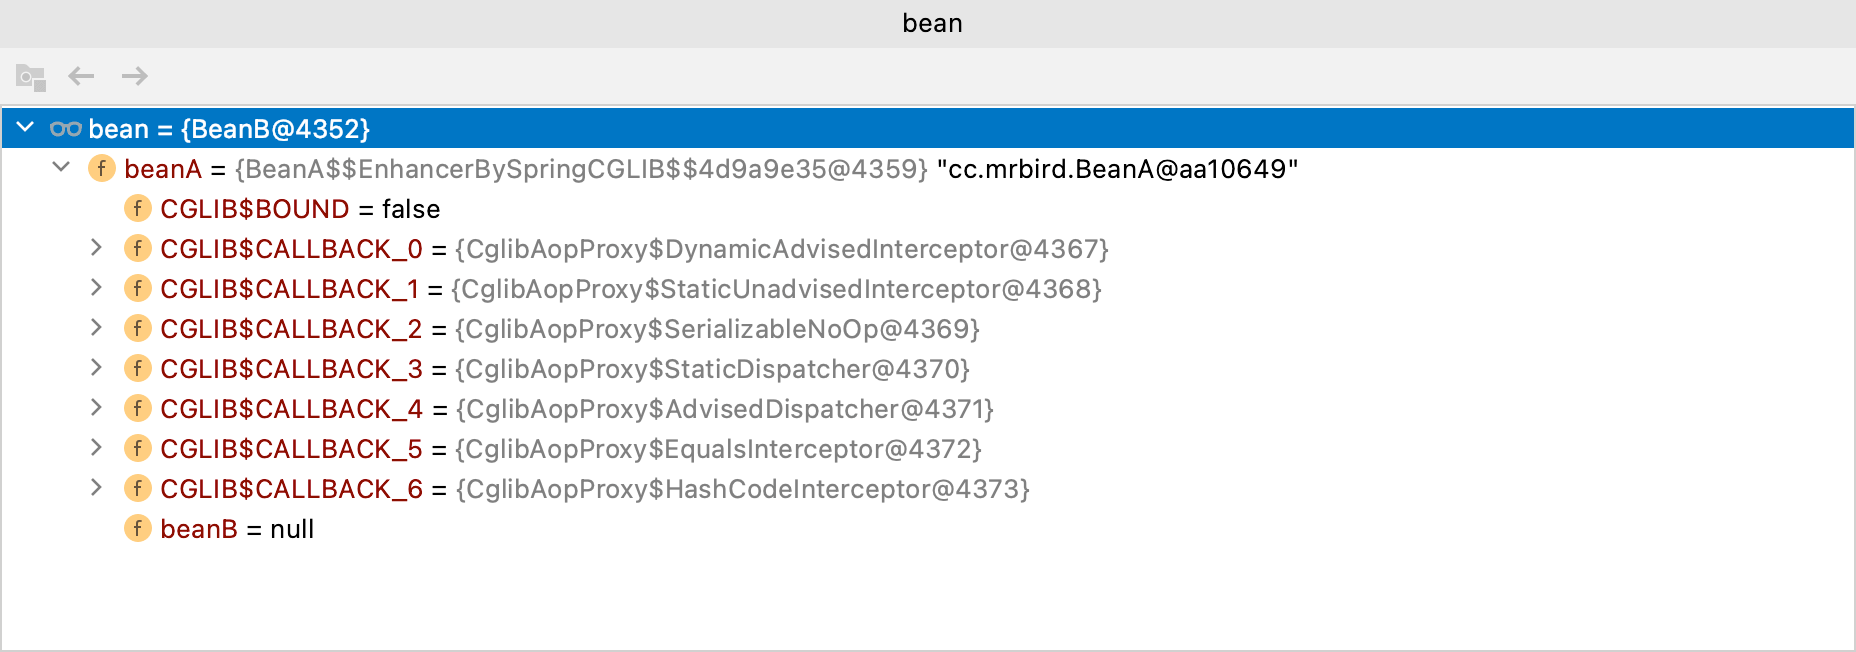 bean
bean = {BeanB@4352}
f beanA = {BeanA$$EnhancerBySpringCGLIB$$4d9a9e35@4359} "cc.mrbird.BeanA@aa10649"
f CGLIB$BOUND = false
f CGLIB$CALLBACK_0 = {CglibAopProxy$DynamicAdvisedInterceptor@4367}
f CGLIB$CALLBACK_1 = {CglibAopProxy$StaticUnadvisedInterceptor@4368}
f CGLIB$CALLBACK_2 = {CglibAopProxy$SerializableNoOp@4369}
f CGLIB$CALLBACK_3 = {CglibAopProxy$StaticDispatcher@4370}
f CGLIB$CALLBACK_4 = {CglibAopProxy$AdvisedDispatcher@4371}
f CGLIB$CALLBACK_5 = {CglibAopProxy$EqualsInterceptor@4372}
f CGLIB$CALLBACK_6 = {CglibAopProxy$HashCodeInterceptor@4373}
f beanB = null